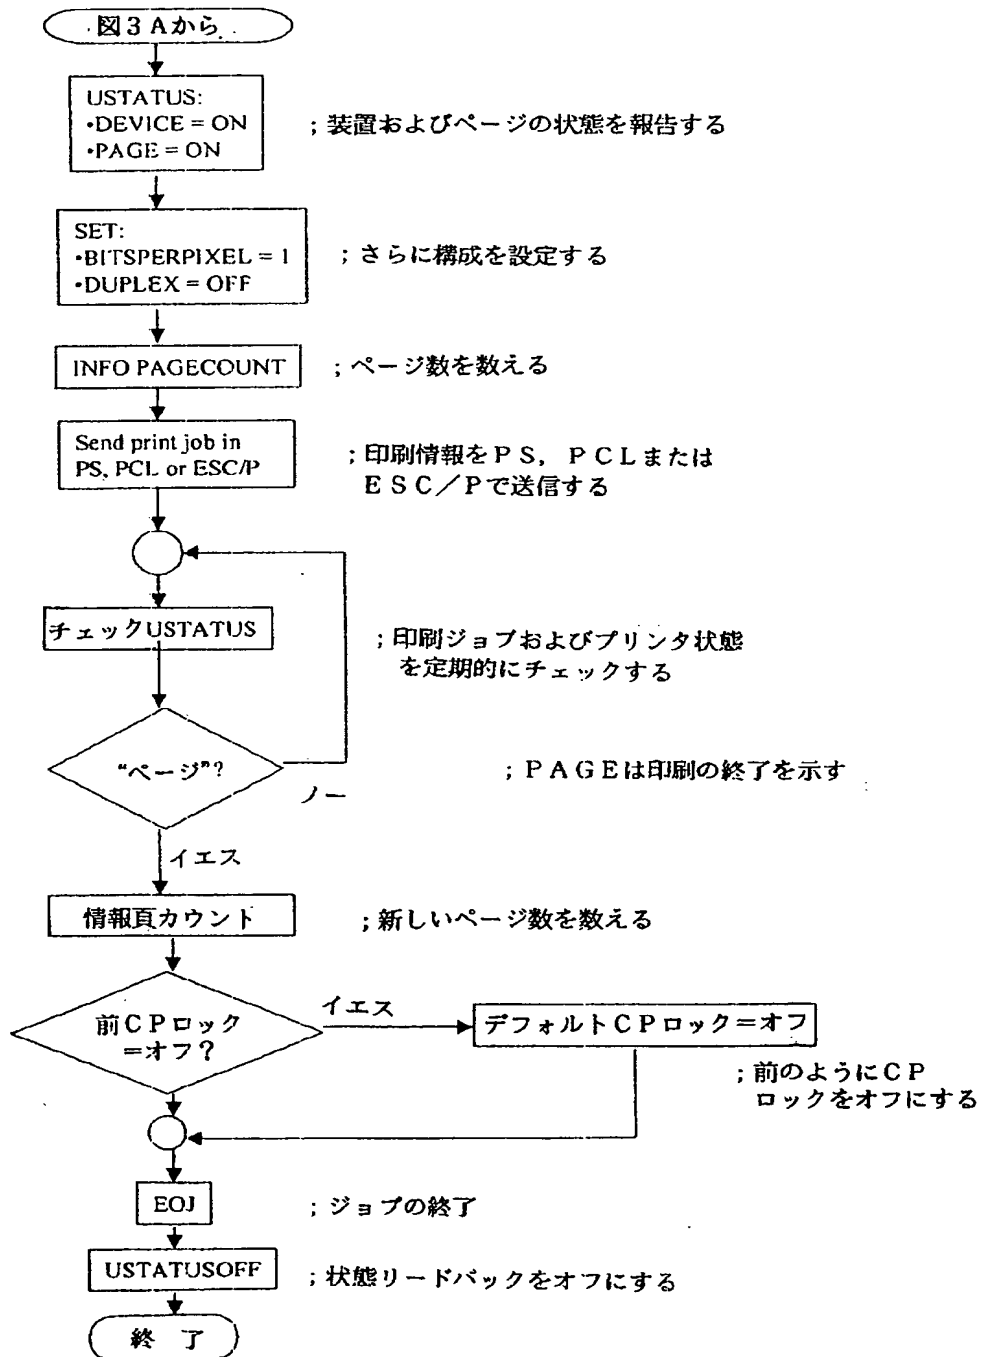 図3Aから
USTATUS:
•DEVICE = ON
•PAGE = ON
;装置およびページの状態を報告する
SET:
•BITSPERPIXEL = 1
•DUPLEX = OFF
;さらに構成を設定する
INFO PAGECOUNT
;ページ数を数える
Send print job in
PS, PCL or ESC/P
;印刷情報をPS,PCLまたは
ESC/Pで送信する
チェックUSTATUS
;印刷ジョブおよびプリンタ状態
を定期的にチェックする
“ページ”?
ノー
;PAGEは印刷の終了を示す
イエス
情報頁カウント
;新しいページ数を数える
前CPロック
=オフ?
イエス
デフォルトCPロック=オフ
;前のようにCP
ロックをオフにする
EOJ
;ジョブの終了
USTATUSOFF
;状態リードバックをオフにする
終 了